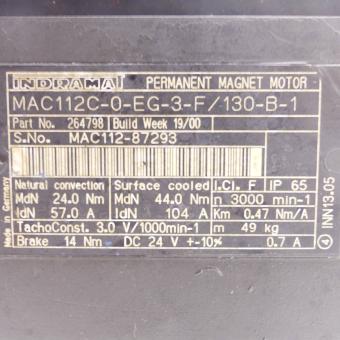 INDRAMAT PERMANENT MAGNET MOTOR
MAC112C-0-EG-3-F/130-B-1
Part No. 264798 Build Week 19/00
S.No. MAC112-87293
Natural convection Surface cooled I.Cl. F IP 65
MdN 24.0 Nm MdN 44.0 Nm n 3000 min-1
IdN 57.0 A IdN 104 A Km 0.47 Nm/A
TachoConst. 3.0 V/1000min-1 m 49 kg
Brake 14 Nm DC 24 V +-10% 0.7 A
Made in Germany
4 INN13.05